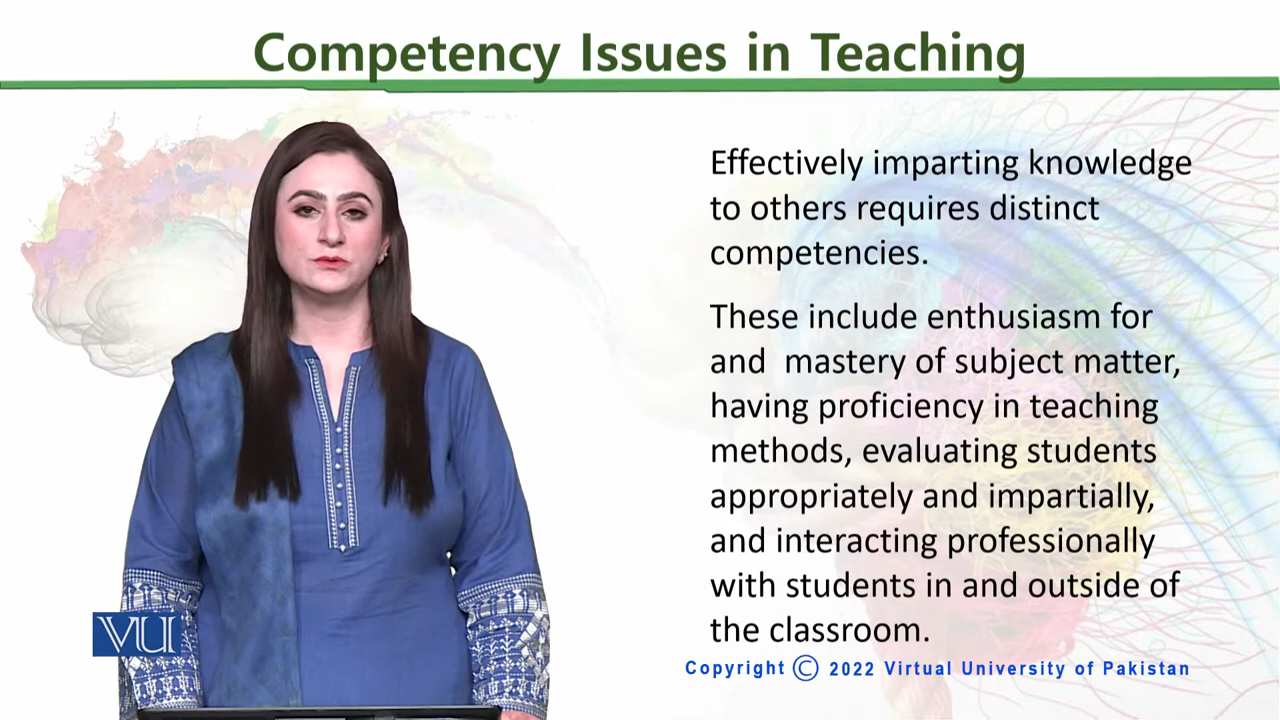 Competency Issues in Teaching
Effectively imparting knowledge
to others requires distinct
competencies.
These include enthusiasm for
and mastery of subject matter,
having proficiency in teaching
methods, evaluating students
appropriately and impartially,
and interacting professionally
with students in and outside of
the classroom.
VU
Copyright © 2022 Virtual University of Pakistan